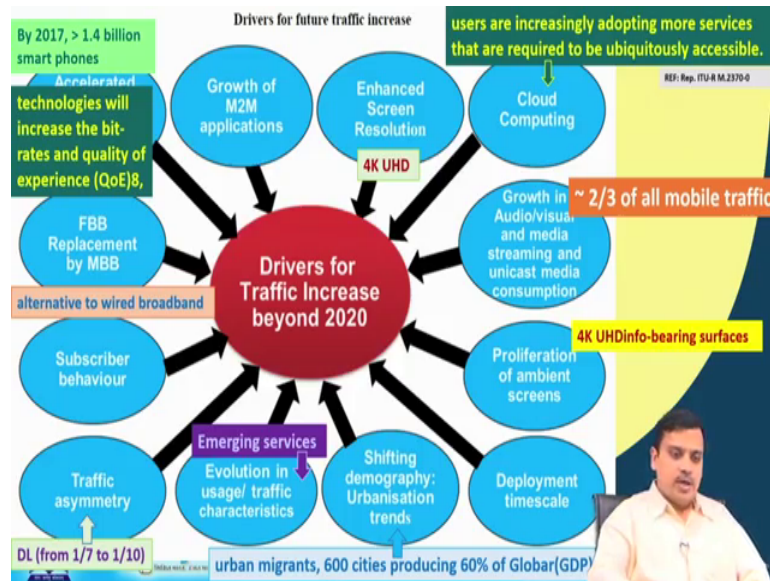 Drivers for future traffic increase
By 2017, > 1.4 billion
smart phones
users are increasingly adopting more services
that are required to be ubiquitously accessible.
REF: Rep. ITU-R M.2370-0
Accelerated
technologies will
increase the bit-
rates and quality of
experience (QoE)8,
Growth of
M2M
applications
Enhanced
Screen
Resolution
4K UHD
Cloud
Computing
~ 2/3 of all mobile traffic
Growth in
Audio/visual
and media
streaming and
unicast media
consumption
FBB
Replacement
by MBB
alternative to wired broadband
Drivers for
Traffic Increase
beyond 2020
4K UHDinfo-bearing surfaces
Proliferation
of ambient
screens
Subscriber
behaviour
Emerging services
Traffic
asymmetry
Evolution in
usage/ traffic
characteristics
Shifting
demography:
Urbanisation
trends
Deployment
timescale
DL (from 1/7 to 1/10)
urban migrants, 600 cities producing 60% of Globar(GDP)